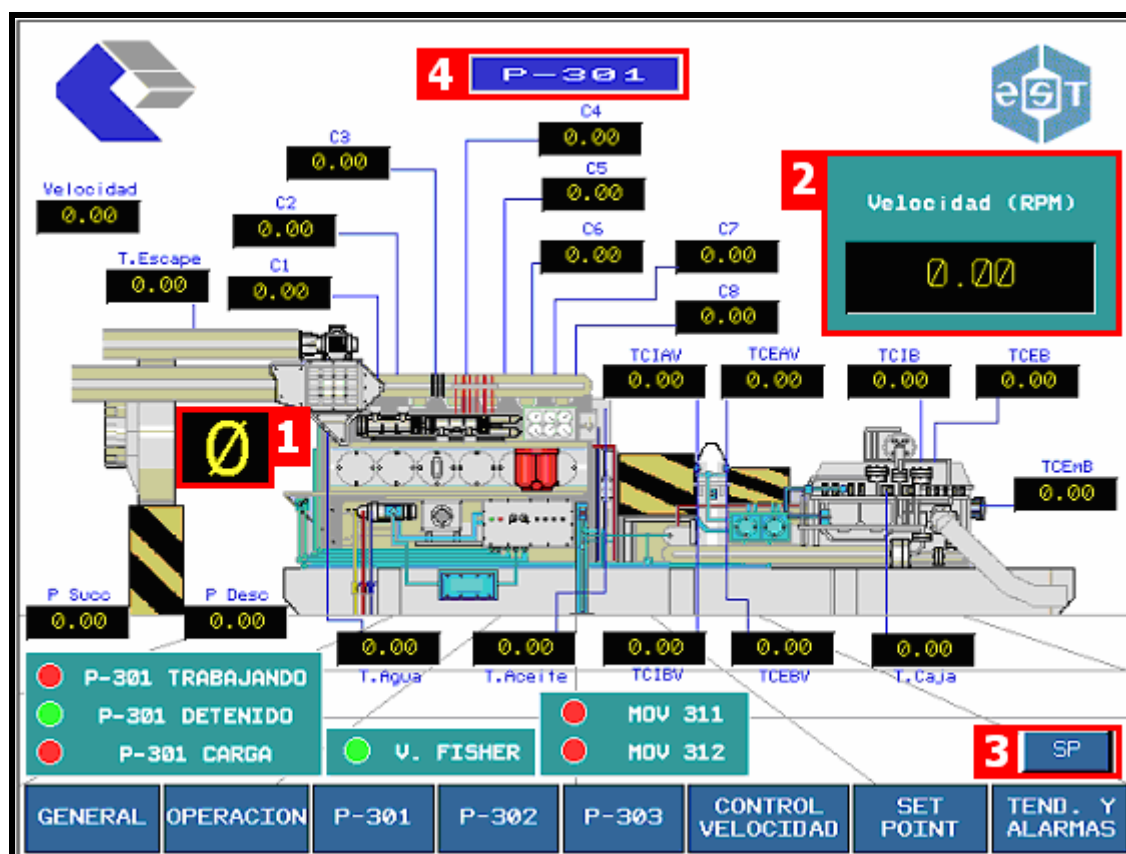 4
P-301
eST
C4
0.00
C3
0.00
C5
0.00
2
Velocidad (RPM)
0.00
Velocidad
0.00
C2
0.00
C6
0.00
C7
0.00
T.Escape
0.00
C1
0.00
C8
0.00
TCIAV
0.00
TCEAV
0.00
TCIB
0.00
TCEB
0.00
0
1
TCEmB
0.00
P Succ
0.00
P Desc
0.00
0.00
T.Agua
0.00
T.Aceite
0.00
TCIBV
0.00
TCEBV
0.00
T.Caja
P-301 TRABAJANDO
P-301 DETENIDO
P-301 CARGA
V. FISHER
MOV 311
MOV 312
3
SP
GENERAL
OPERACION
P-301
P-302
P-303
CONTROL
VELOCIDAD
SET
POINT
TEND. Y
ALARMAS